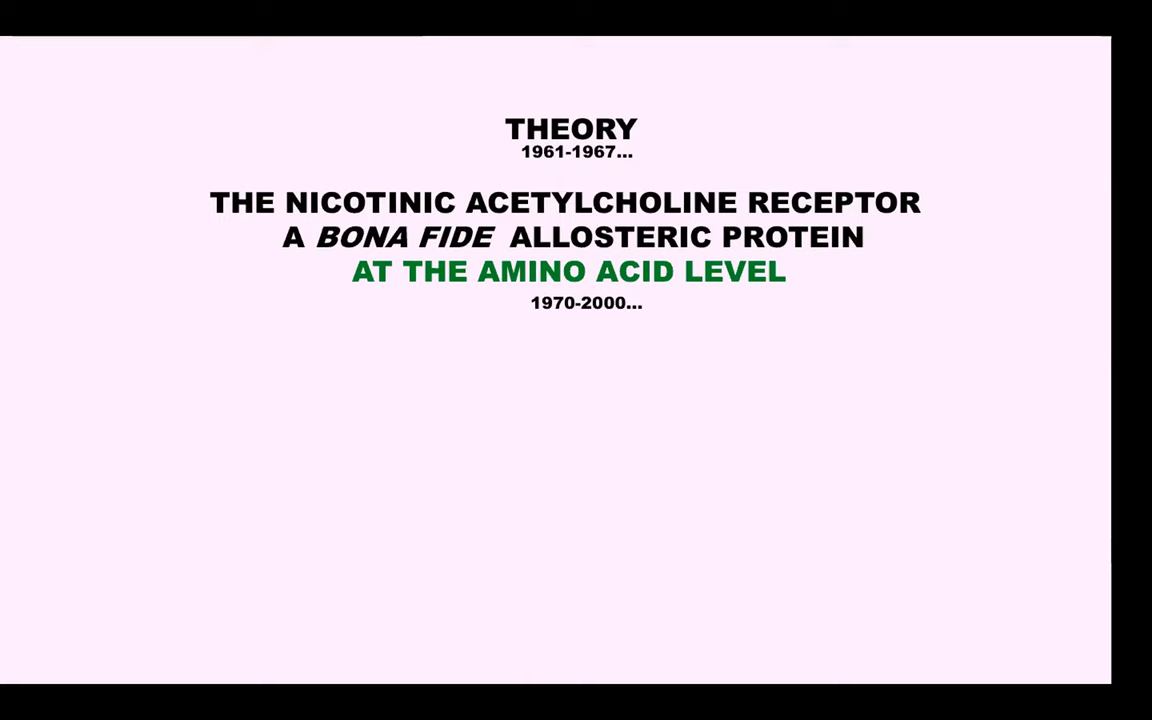 THEORY
1961-1967...
THE NICOTINIC ACETYLCHOLINE RECEPTOR
A BONA FIDE ALLOSTERIC PROTEIN
AT THE AMINO ACID LEVEL
1970-2000...